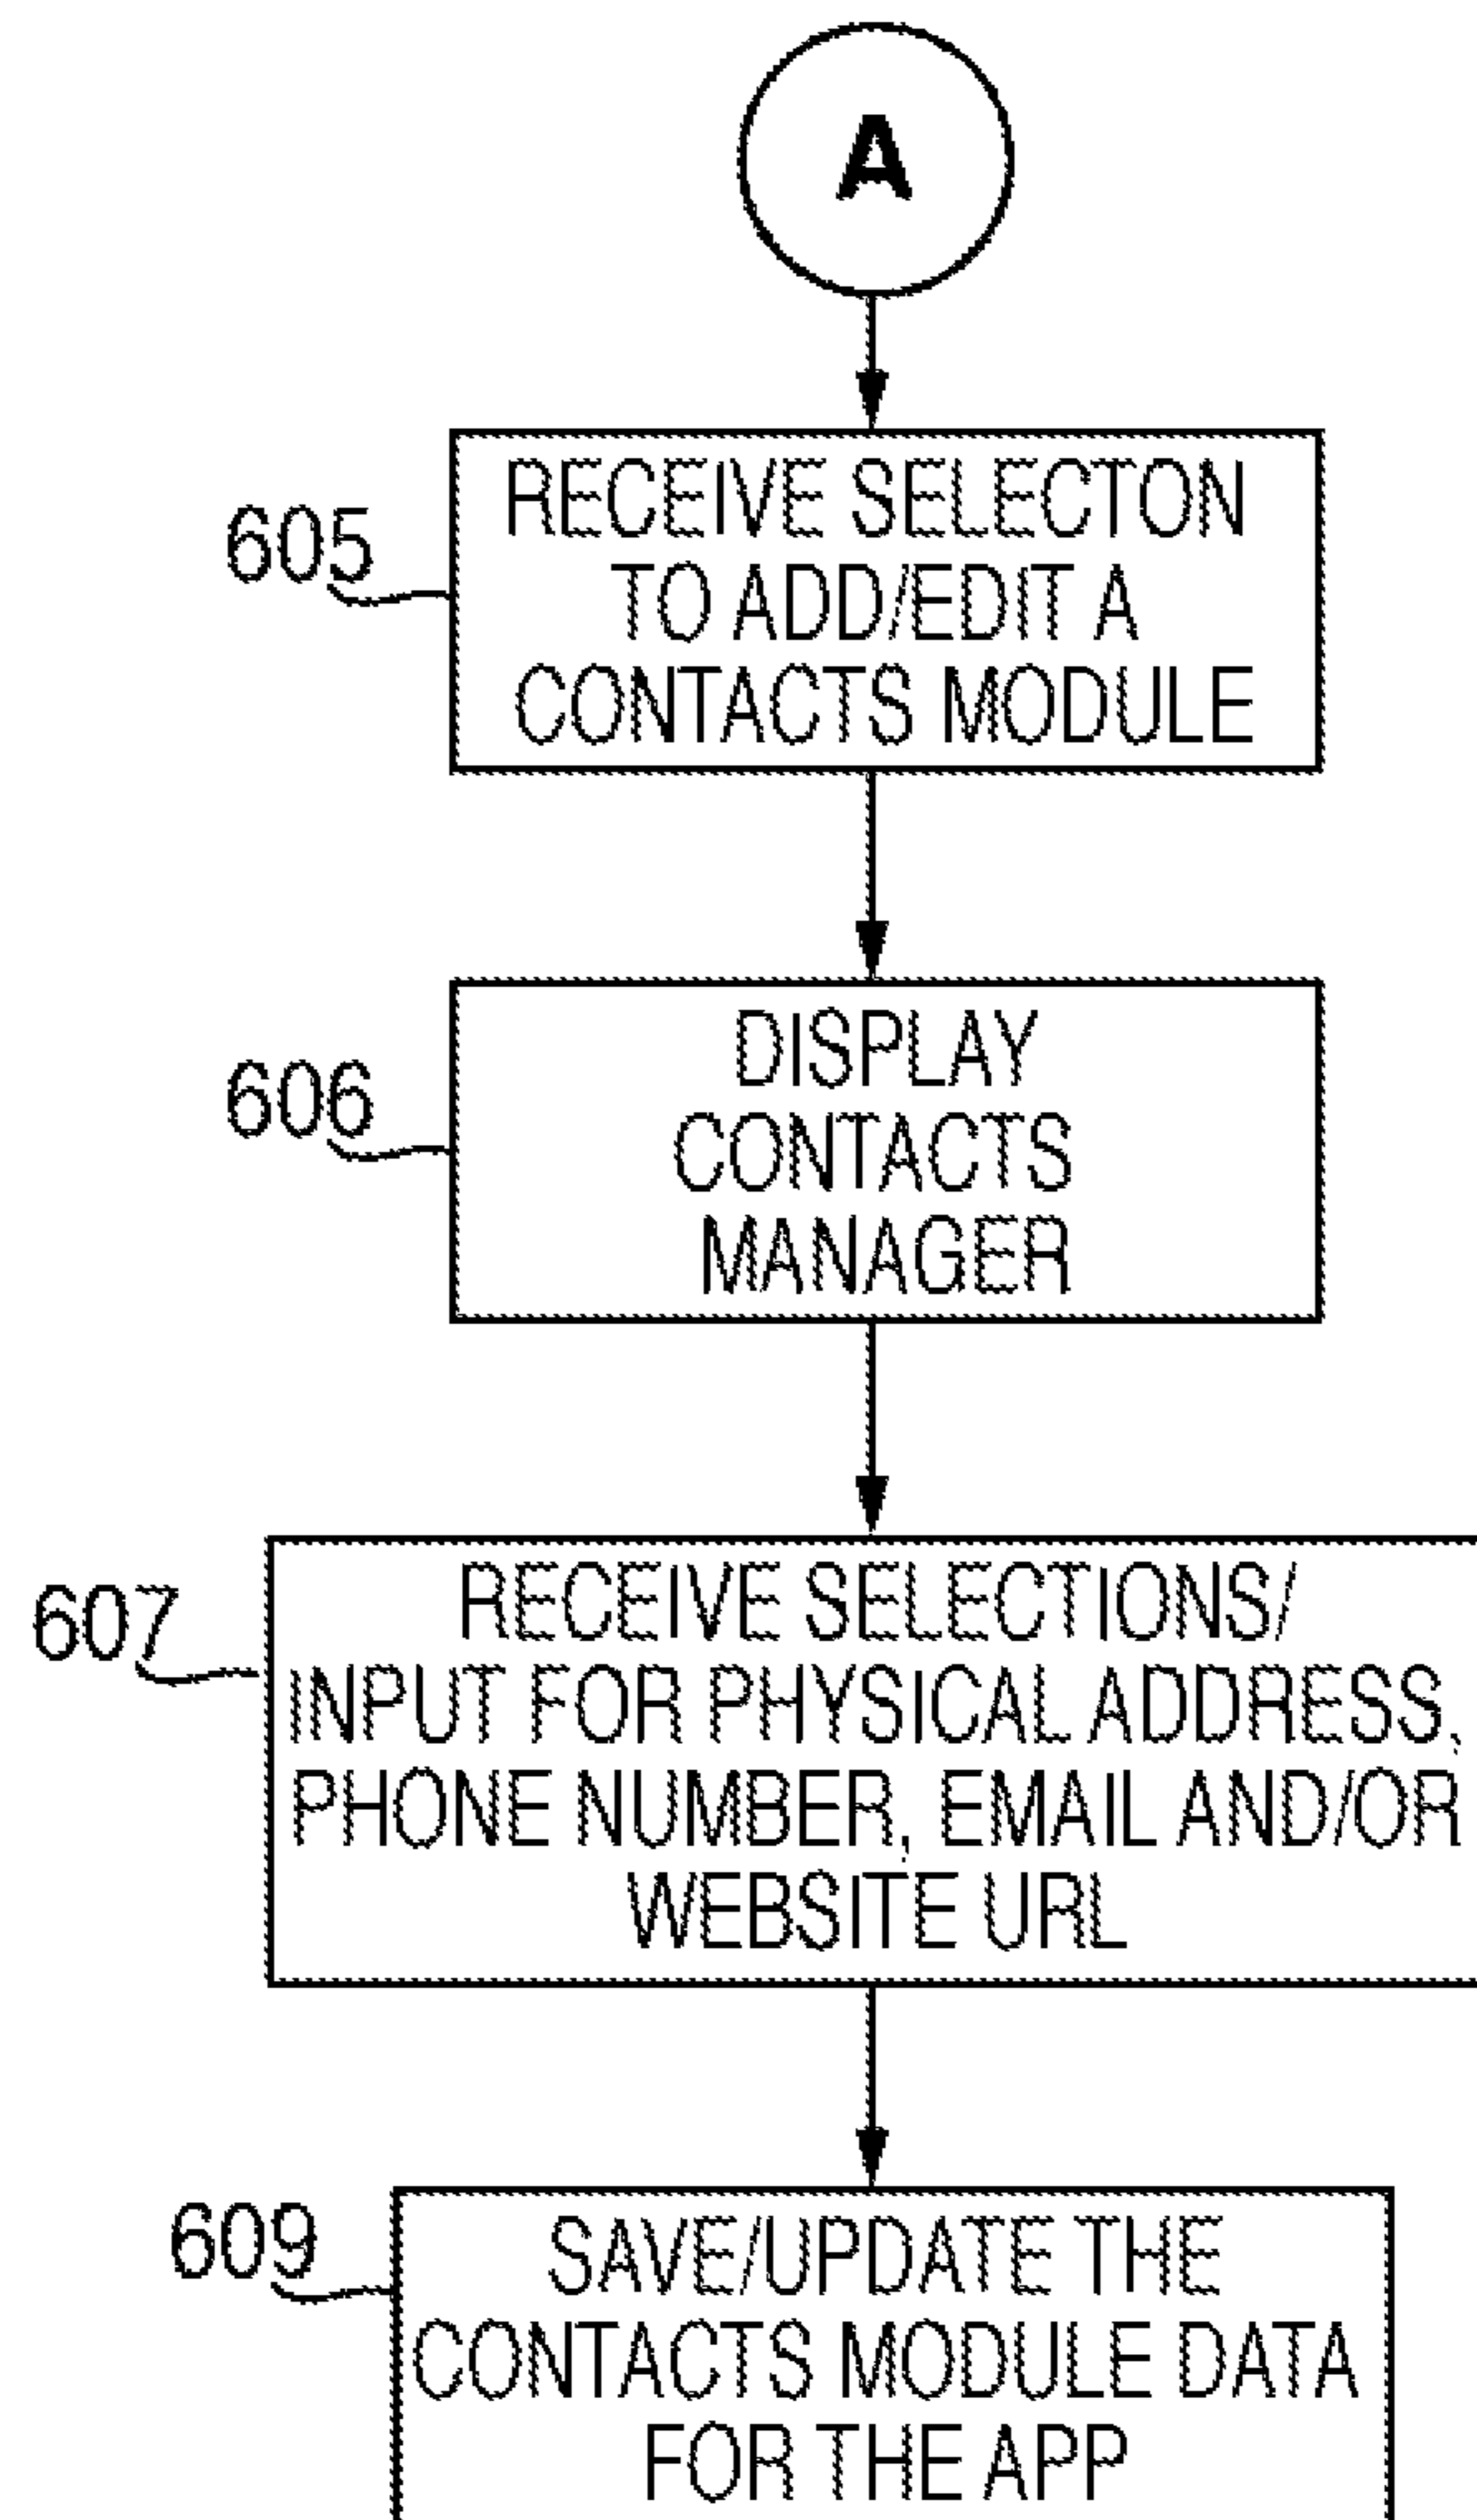 A
605
RECEIVE SELECTON
TO ADD/EDIT A
CONTACTS MODULE
606
DISPLAY
CONTACTS
MANAGER
607
RECEIVE SELECTIONS/
INPUT FOR PHYSICAL ADDRESS,
PHONE NUMBER, EMAIL AND/OR
WEBSITE URL
609
SAVE/UPDATE THE
CONTACTS MODULE DATA
FOR THE APP